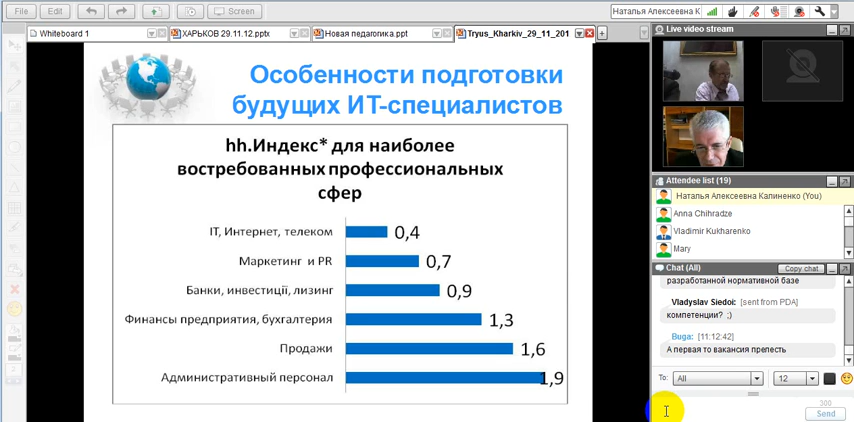 File
Edit
Screen
Наталья Алексеевна К
Whiteboard 1
ХАРЬКОВ 29.11.12.pptx
Новая педагогика.ppt
Tryus_Kharkiv_29_11_201
Особенности подготовки
будущих ИТ-специалистов
hh.Индекс* для наиболее
востребованных профессиональных
сфер
IT, Интернет, телеком 0,4
Маркетинг и PR 0,7
Банки, инвестиції, лизинг 0,9
Финансы предприятия, бухгалтерия 1,3
Продажи 1,6
Административный персонал 1,9
Live video stream
Attendee list (19)
Наталья Алексеевна Калиненко (You)
Anna Chihradze
Vladimir Kukharenko
Mary
Chat (All)
Copy chat
разработанной нормативной базе
Vladyslav Siedoi: [sent from PDA]
компетенции? ;)
Buga: [11:12:42]
А первая то вакансия препесть
To:
All
12
300
Send